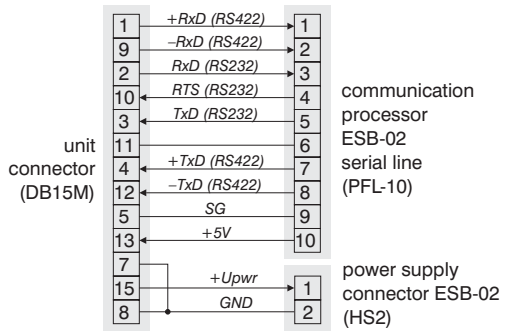 1 +RxD (RS422) 1
9 –RxD (RS422) 2
2 RxD (RS232) 3
10 RTS (RS232) 4
3 TxD (RS232) 5
11 6
4 +TxD (RS422) 7
12 –TxD (RS422) 8
5 SG 9
13 +5V 10
7
15 +Upwr 1
8 GND 2
unit
connector
(DB15M)
communication
processor
ESB-02
serial line
(PFL-10)
power supply
connector ESB-02
(HS2)